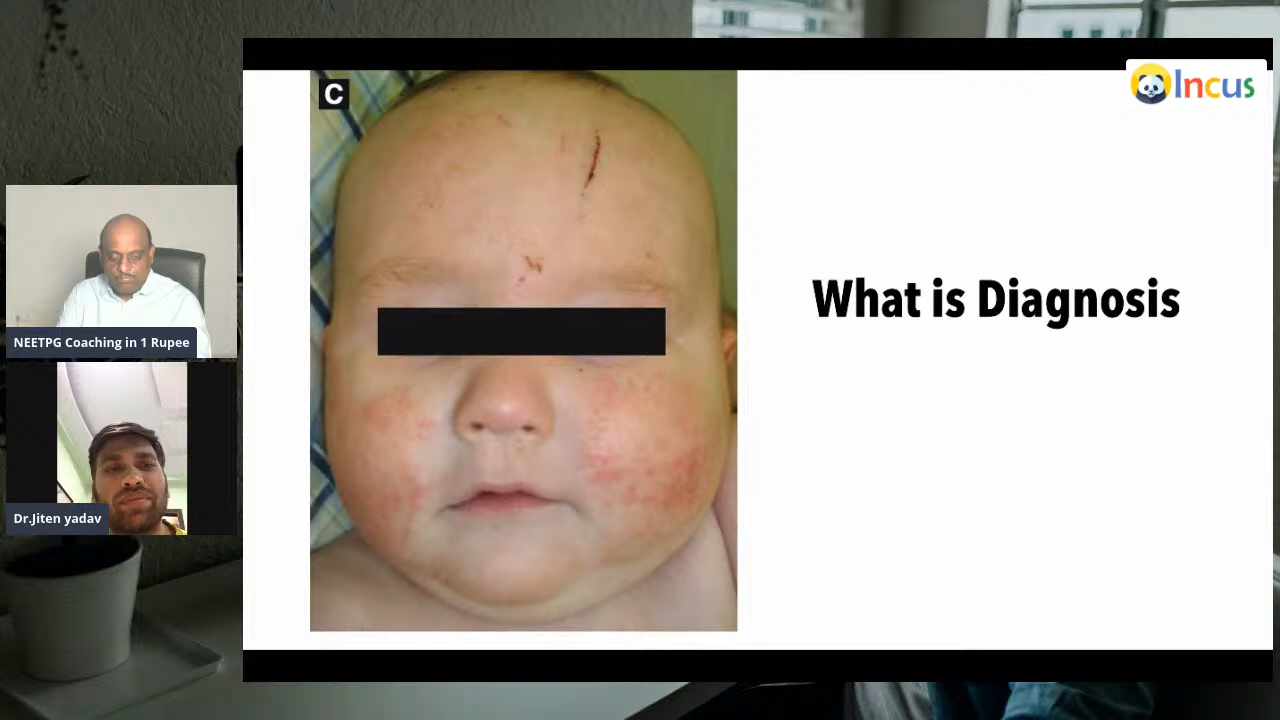 C
Incus
What is Diagnosis
NEETPG Coaching in 1 Rupee
Dr.Jiten yadav